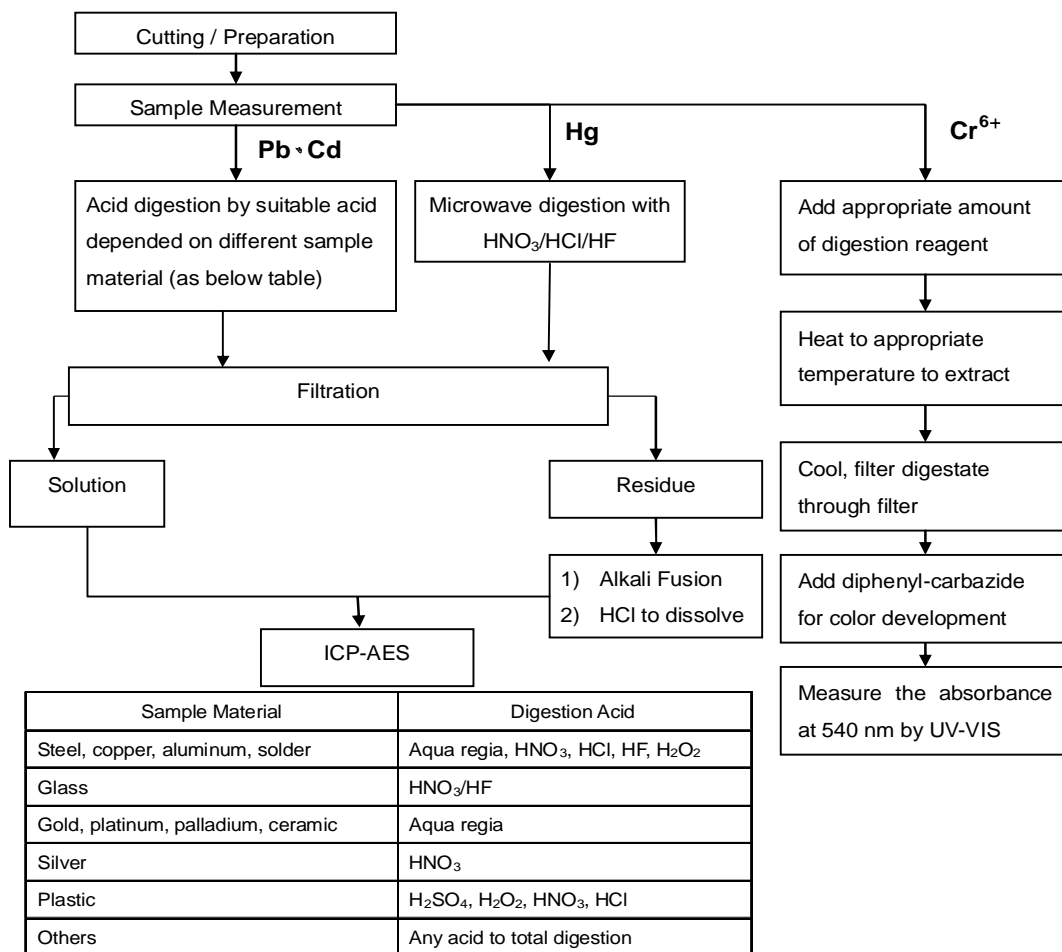 Cutting / Preparation
Sample Measurement
Pb、Cd
Hg
Cr⁶⁺
Acid digestion by suitable acid
depended on different sample
material (as below table)
Microwave digestion with
HNO₃/HCl/HF
Add appropriate amount
of digestion reagent
Heat to appropriate
temperature to extract
Filtration
Solution
Residue
Cool, filter digestate
through filter
1) Alkali Fusion
2) HCl to dissolve
Add diphenyl-carbazide
for color development
ICP-AES
Measure the absorbance
at 540 nm by UV-VIS
Sample Material Digestion Acid
Steel, copper, aluminum, solder Aqua regia, HNO₃, HCl, HF, H₂O₂
Glass HNO₃/HF
Gold, platinum, palladium, ceramic Aqua regia
Silver HNO₃
Plastic H₂SO₄, H₂O₂, HNO₃, HCl
Others Any acid to total digestion